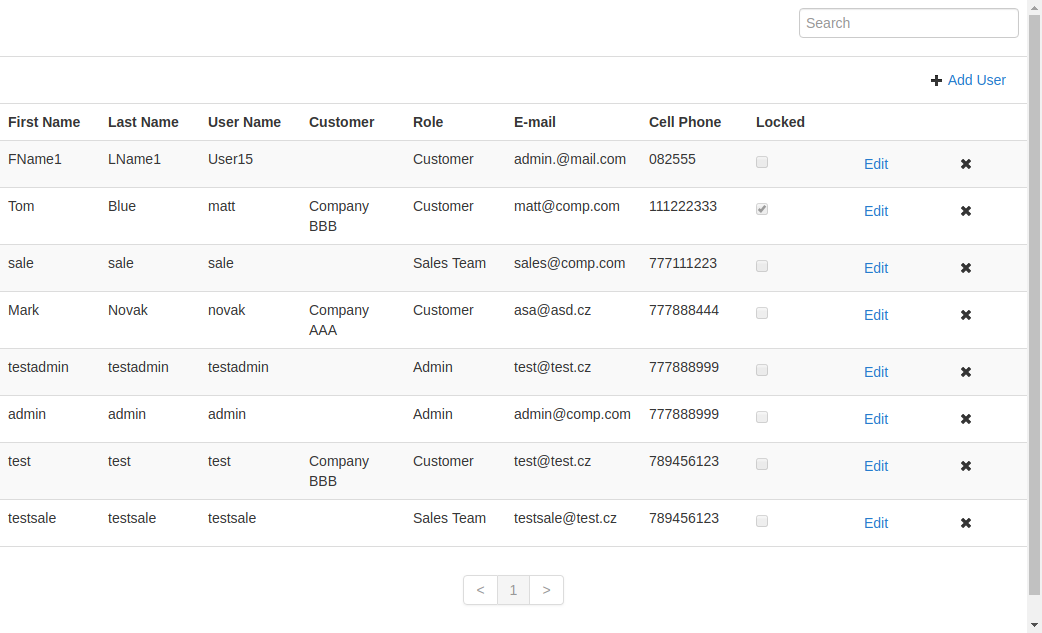 Search
Add User
First Name Last Name User Name Customer Role E-mail Cell Phone Locked
FName1 LName1 User15 Customer admin.@mail.com 082555 Edit
Tom Blue matt Company Customer matt@comp.com 111222333 Edit
BBB
sale sale sale Sales Team sales@comp.com 777111223 Edit
Mark Novak novak Company Customer asa@asd.cz 777888444 Edit
AAA
testadmin testadmin testadmin Admin test@test.cz 777888999 Edit
admin admin admin Admin admin@comp.com 777888999 Edit
test test test Company Customer test@test.cz 789456123 Edit
BBB
testsale testsale testsale Sales Team testsale@test.cz 789456123 Edit
< 1 >